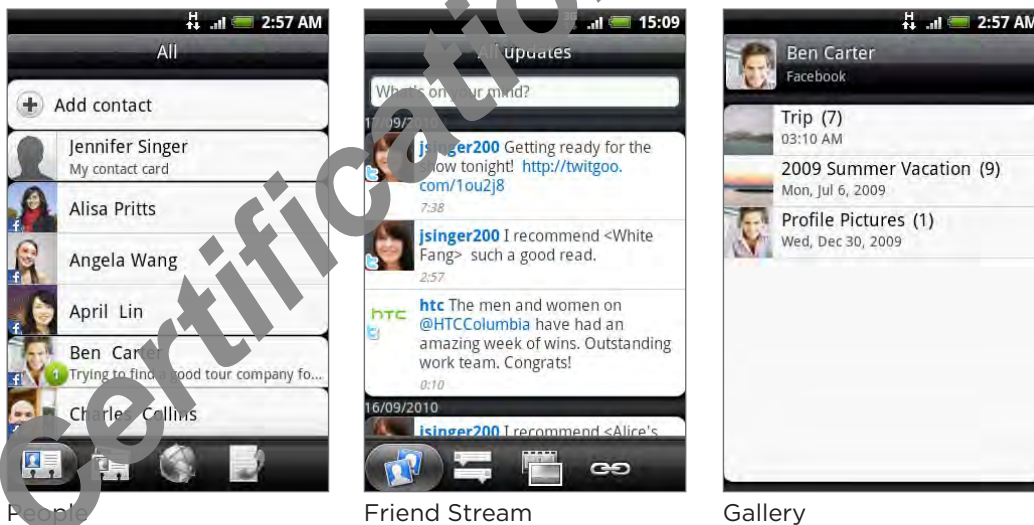 2:57 AM
All
Add contact
Jennifer Singer
My contact card
Alisa Pritts
Angela Wang
April Lin
Ben Carter
Trying to find a good tour company fo...
Charles Collins
People
15:09
All updates
What's on your mind?
17/09/2010
jsinger200 Getting ready for the
show tonight! http://twitgoo.
com/1ou2j8
7:38
jsinger200 I recommend <White
Fang> such a good read.
2:57
htc The men and women on
@HTCColumbia have had an
amazing week of wins. Outstanding
work team. Congrats!
0:10
16/09/2010
jsinger200 I recommend <Alice's
Friend Stream
2:57 AM
Ben Carter
Facebook
Trip (7)
03:10 AM
2009 Summer Vacation (9)
Mon, Jul 6, 2009
Profile Pictures (1)
Wed, Dec 30, 2009
Gallery
Certification